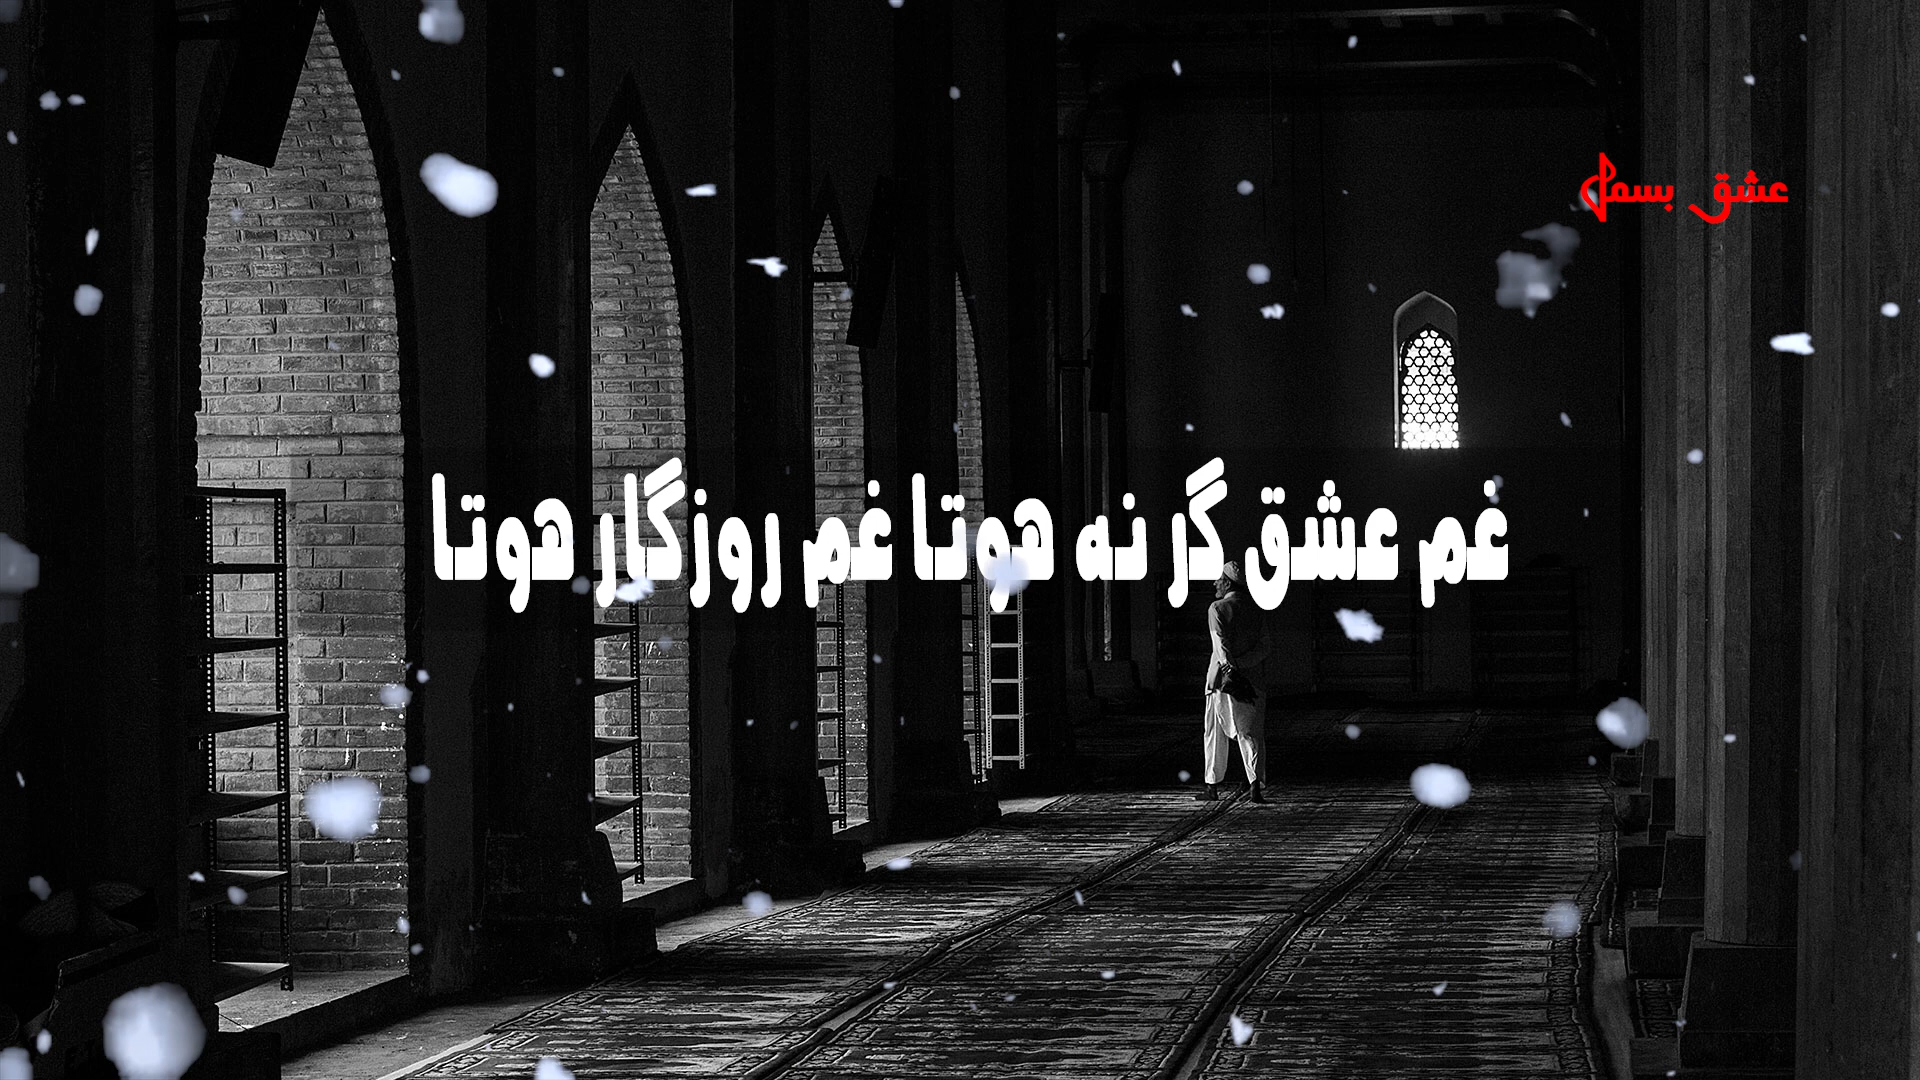 عشق بسمل
غم عشق گر نہ ہوتا غم روزگار ہوتا